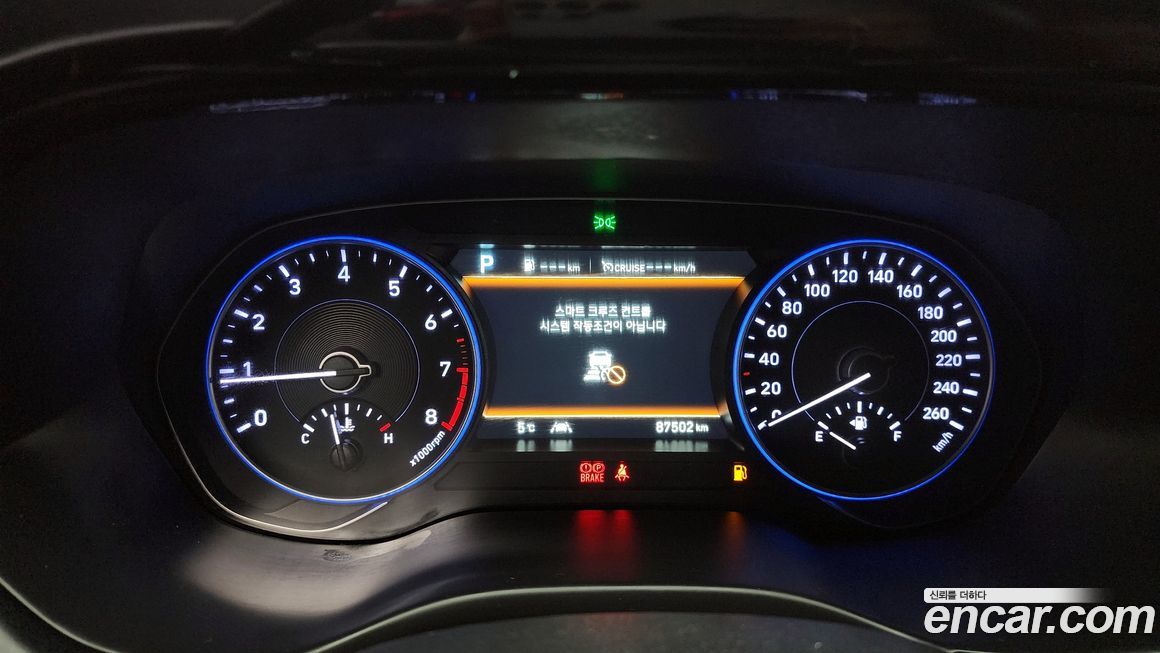 P --- km CRUISE --- km/h
스마트 크루즈 컨트롤
시스템 작동조건이 아닙니다
5℃ 87502 km
0 1 2 3 4 5 6 7 8
x1000rpm
C H
0 20 40 60 80 100 120 140 160 180 200 220 240 260
km/h
E F
P
BRAKE
신뢰를 더하다
encar.com